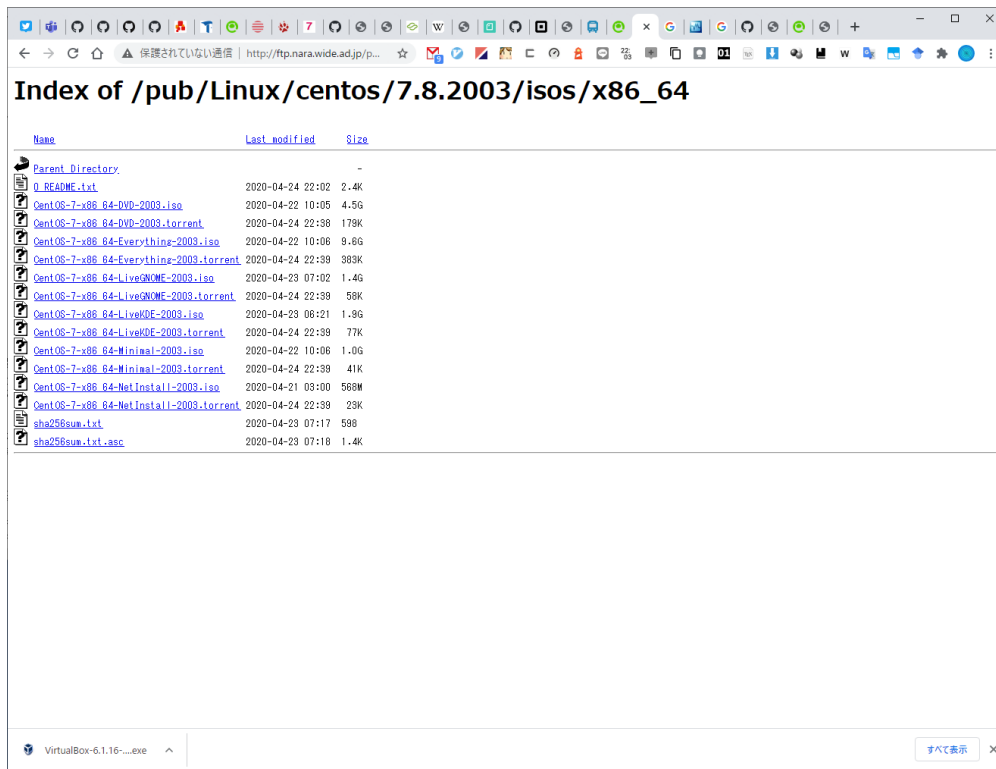 保護されていない通信 http://ftp.nara.wide.ad.jp/p...
Index of /pub/Linux/centos/7.8.2003/isos/x86_64
Name Last modified Size
Parent Directory -
0_README.txt 2020-04-24 22:02 2.4K
CentOS-7-x86_64-DVD-2003.iso 2020-04-22 10:05 4.5G
CentOS-7-x86_64-DVD-2003.torrent 2020-04-24 22:38 179K
CentOS-7-x86_64-Everything-2003.iso 2020-04-22 10:06 9.6G
CentOS-7-x86_64-Everything-2003.torrent 2020-04-24 22:39 383K
CentOS-7-x86_64-LiveGNOME-2003.iso 2020-04-23 07:02 1.4G
CentOS-7-x86_64-LiveGNOME-2003.torrent 2020-04-24 22:39 58K
CentOS-7-x86_64-LiveKDE-2003.iso 2020-04-23 06:21 1.9G
CentOS-7-x86_64-LiveKDE-2003.torrent 2020-04-24 22:39 77K
CentOS-7-x86_64-Minimal-2003.iso 2020-04-22 10:06 1.0G
CentOS-7-x86_64-Minimal-2003.torrent 2020-04-24 22:39 41K
CentOS-7-x86_64-NetInstall-2003.iso 2020-04-21 03:00 568M
CentOS-7-x86_64-NetInstall-2003.torrent 2020-04-24 22:39 23K
sha256sum.txt 2020-04-23 07:17 598
sha256sum.txt.asc 2020-04-23 07:18 1.4K
VirtualBox-6.1.16-....exe すべて表示